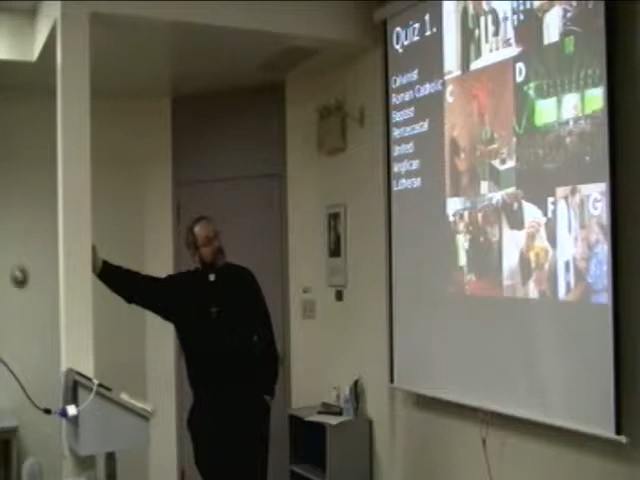 Quiz 1.
Calvinist
Roman Catholic
Baptist
Pentecostal
United
Anglican
Lutheran
C
D
F
G